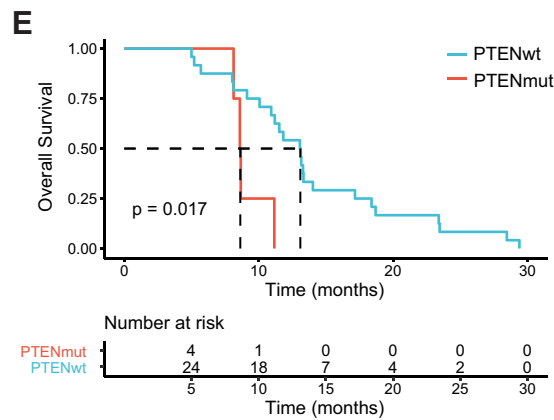 E
1.00
0.75
0.50
0.25
0.00
Overall Survival
PTENwt
PTENmut
p = 0.017
0 10 20 30
Time (months)
Number at risk
PTENmut 4 1 0 0 0 0
PTENwt 24 18 7 4 2 0
5 10 15 20 25 30
Time (months)